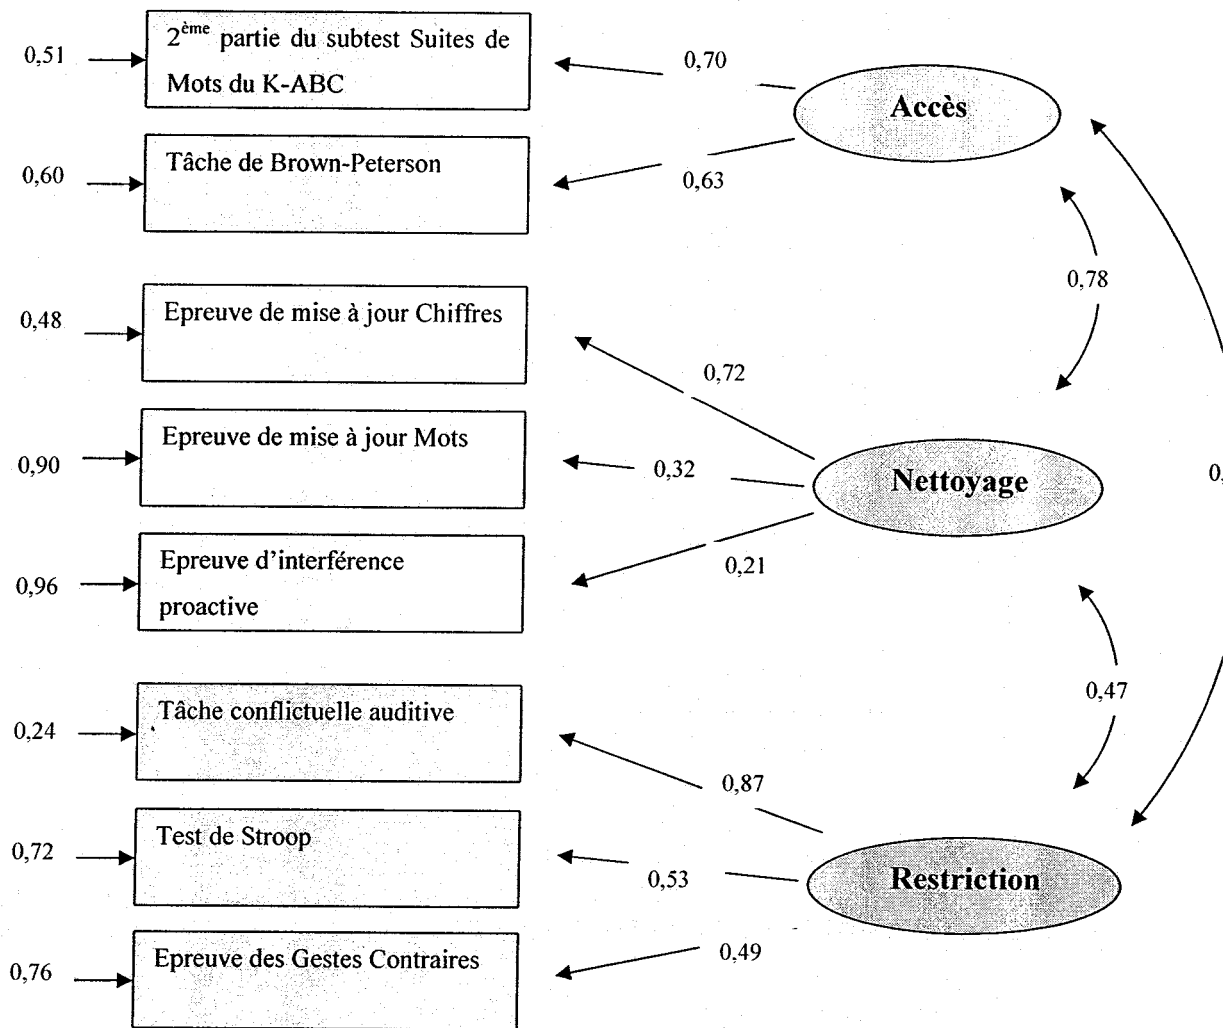 2ème partie du subtest Suites de
0,51
0,70
Mots du K-ABC
Accès
Tâche de Brown-Peterson
0,60
0,63
0,78
Epreuve de mise à jour Chiffres
0,48
0,72
Epreuve de mise à jour Mots
0,90
0,32
Nettoyage
0,
Epreuve d'interférence
0,96
0,21
proactive
0,47
Tâche conflictuelle auditive
0,24
0,87
Test de Stroop
0,72
0,53
Restriction
Epreuve des Gestes Contraires
0,76
0,49